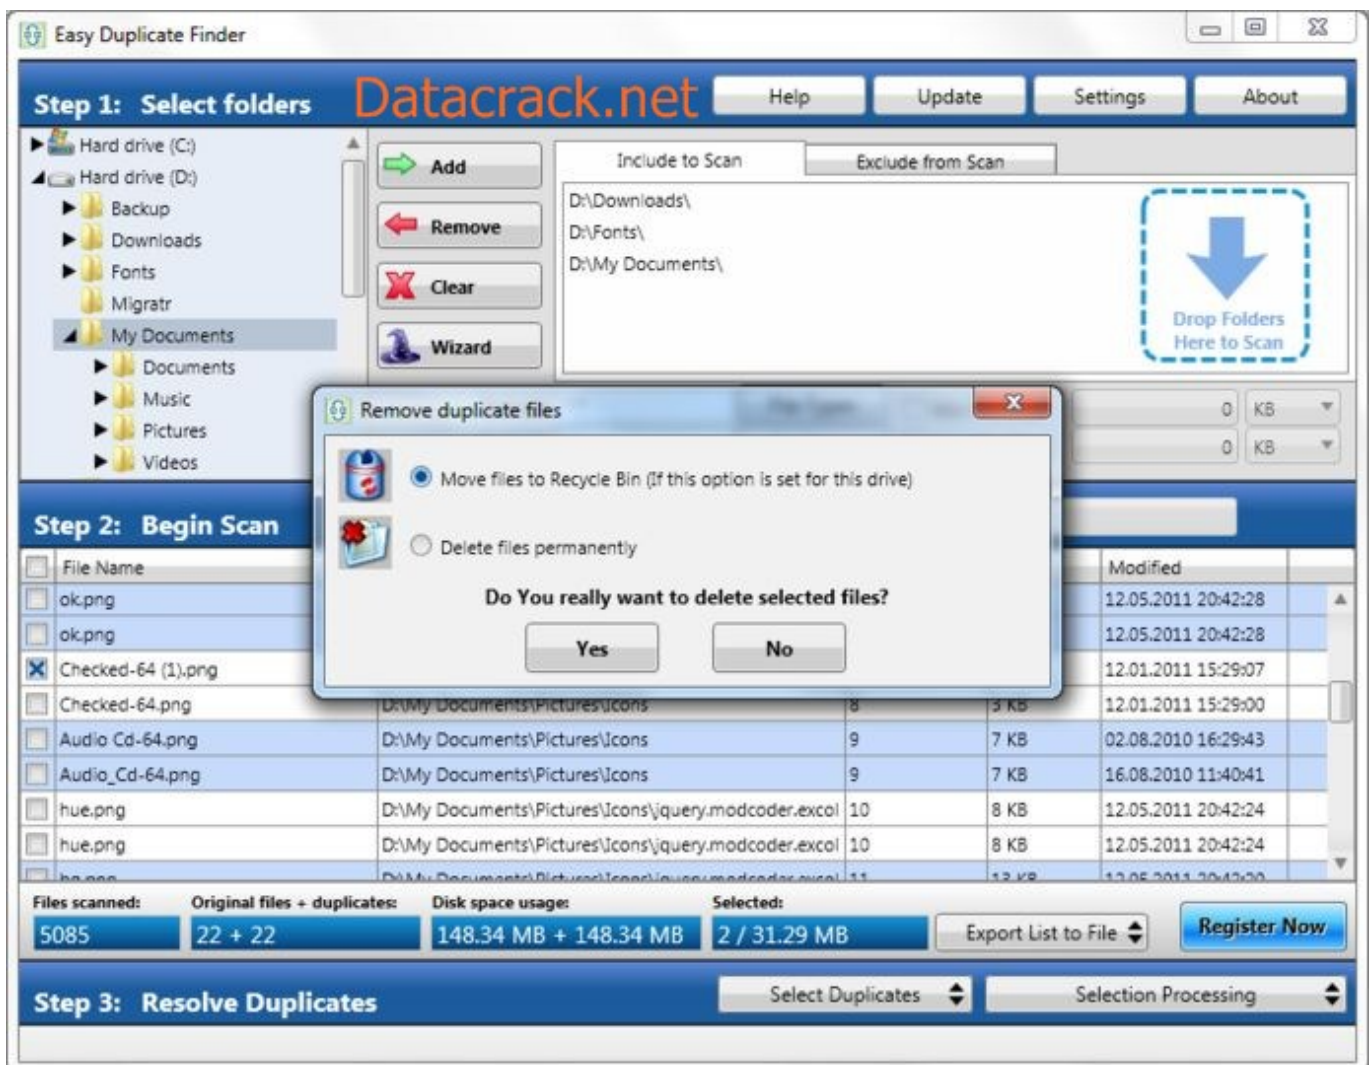 Easy Duplicate Finder
Step 1: Select folders
Datacrack.net
Help
Update
Settings
About
Hard drive (C:)
Hard drive (D:)
Backup
Downloads
Fonts
Migratr
My Documents
Documents
Music
Pictures
Videos
Add
Remove
Clear
Wizard
Include to Scan
Exclude from Scan
D:\Downloads\
D:\Fonts\
D:\My Documents\
Drop Folders
Here to Scan
0 KB
0 KB
Remove duplicate files
Move files to Recycle Bin (If this option is set for this drive)
Delete files permanently
Do You really want to delete selected files?
Yes No
Step 2: Begin Scan
File Name Modified
ok.png 12.05.2011 20:42:28
ok.png 12.05.2011 20:42:28
Checked-64 (1).png 12.01.2011 15:29:07
Checked-64.png D:\My Documents\Pictures\Icons 8 3 KB 12.01.2011 15:29:00
Audio Cd-64.png D:\My Documents\Pictures\Icons 9 7 KB 02.08.2010 16:29:43
Audio_Cd-64.png D:\My Documents\Pictures\Icons 9 7 KB 16.08.2010 11:40:41
hue.png D:\My Documents\Pictures\Icons\jquery.modcoder.excol 10 8 KB 12.05.2011 20:42:24
hue.png D:\My Documents\Pictures\Icons\jquery.modcoder.excol 10 8 KB 12.05.2011 20:42:24
Files scanned: Original files + duplicates: Disk space usage: Selected:
5085 22 + 22 148.34 MB + 148.34 MB 2 / 31.29 MB
Export List to File
Register Now
Step 3: Resolve Duplicates
Select Duplicates
Selection Processing